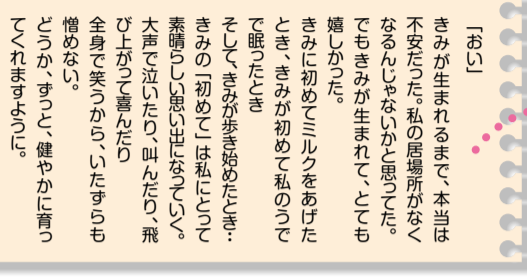 「おい」
きみが生まれるまで、本当は
不安だった。私の居場所がなく
なるんじゃないかと思ってた。
でもきみが生まれて、とても
嬉しかった。
きみに初めてミルクをあげた
とき、きみが初めて私のうで
で眠ったとき
そして、きみが歩き始めたとき…
きみの「初めて」は私にとって
素晴らしい思い出になっていく。
大声で泣いたり、叫んだり、飛
び上がって喜んだり
全身で笑うから、いたずらも
憎めない。
どうか、ずっと、健やかに育っ
てくれますように。